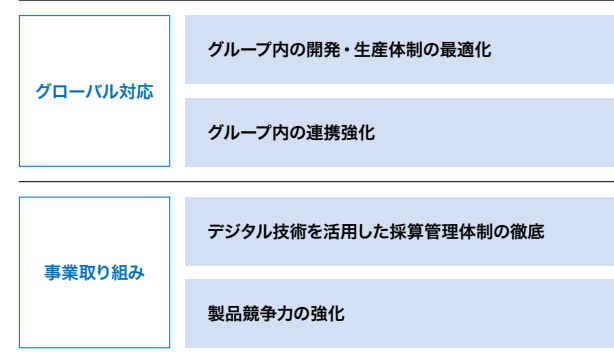 グローバル対応
グループ内の開発・生産体制の最適化
グループ内の連携強化
事業取り組み
デジタル技術を活用した採算管理体制の徹底
製品競争力の強化